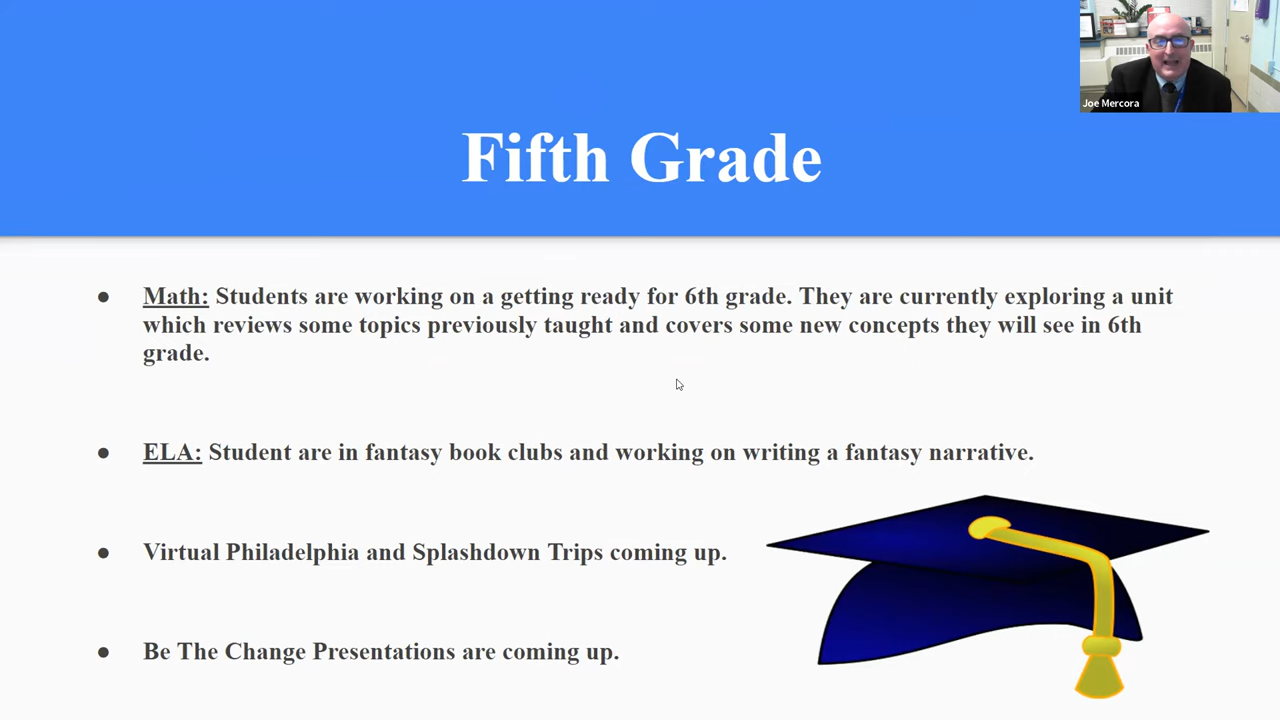 Joe Mercora
Fifth Grade
● Math: Students are working on a getting ready for 6th grade. They are currently exploring a unit
which reviews some topics previously taught and covers some new concepts they will see in 6th
grade.
● ELA: Student are in fantasy book clubs and working on writing a fantasy narrative.
● Virtual Philadelphia and Splashdown Trips coming up.
● Be The Change Presentations are coming up.